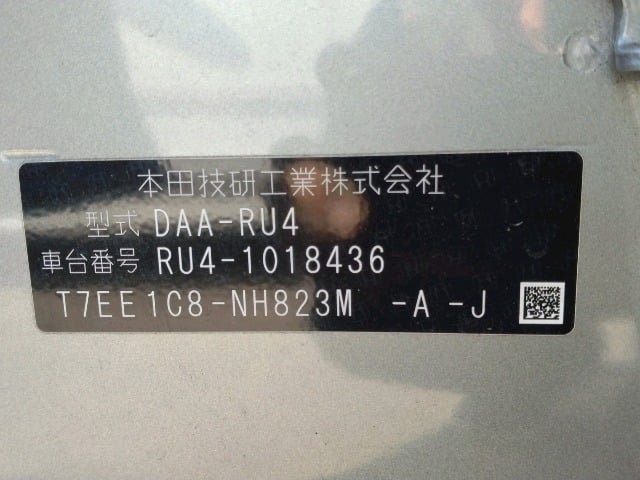 本田技研工業株式会社
型式 DAA-RU4
車台番号 RU4-1018436
T7EE1C8-NH823M -A -J